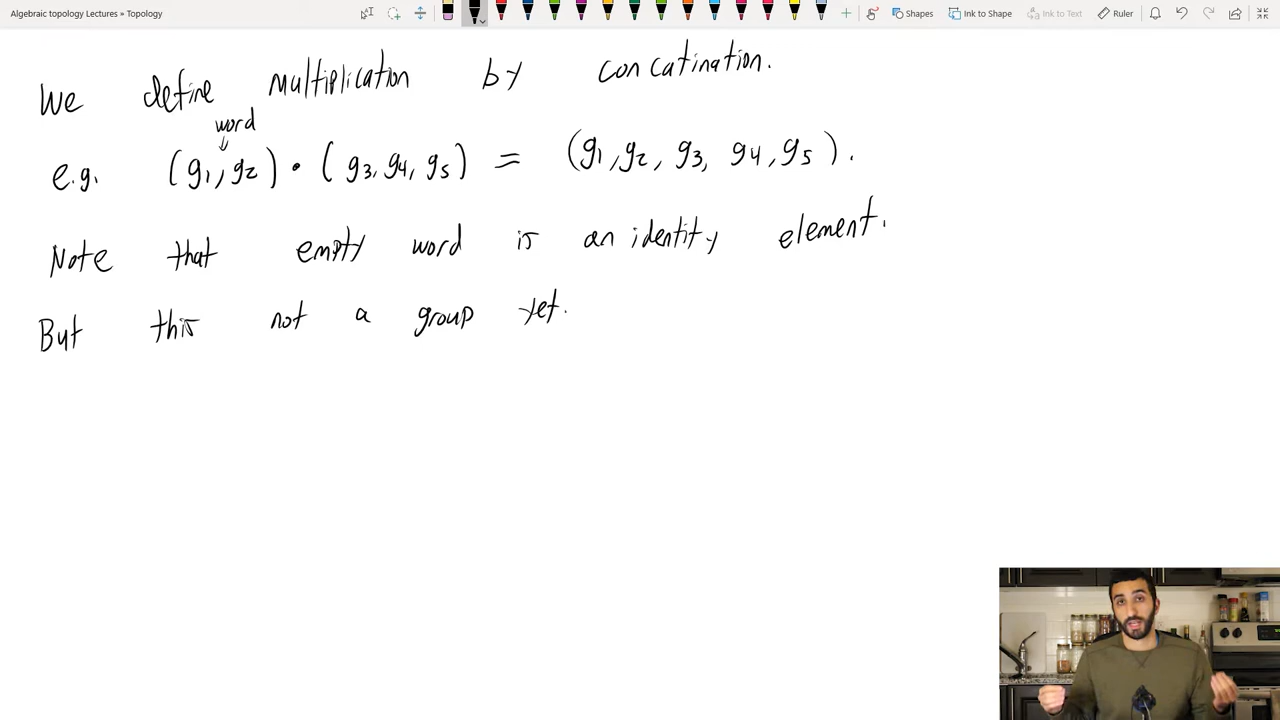 Algebraic topology Lectures – Topology
Shapes Ink to Shape Ink to Text Ruler
We define multiplication by concatination.
word
e.g. (g1, g2) • (g3, g4, g5) = (g1, g2, g3, g4, g5).
Note that empty word is an identity element.
But this not a group yet.